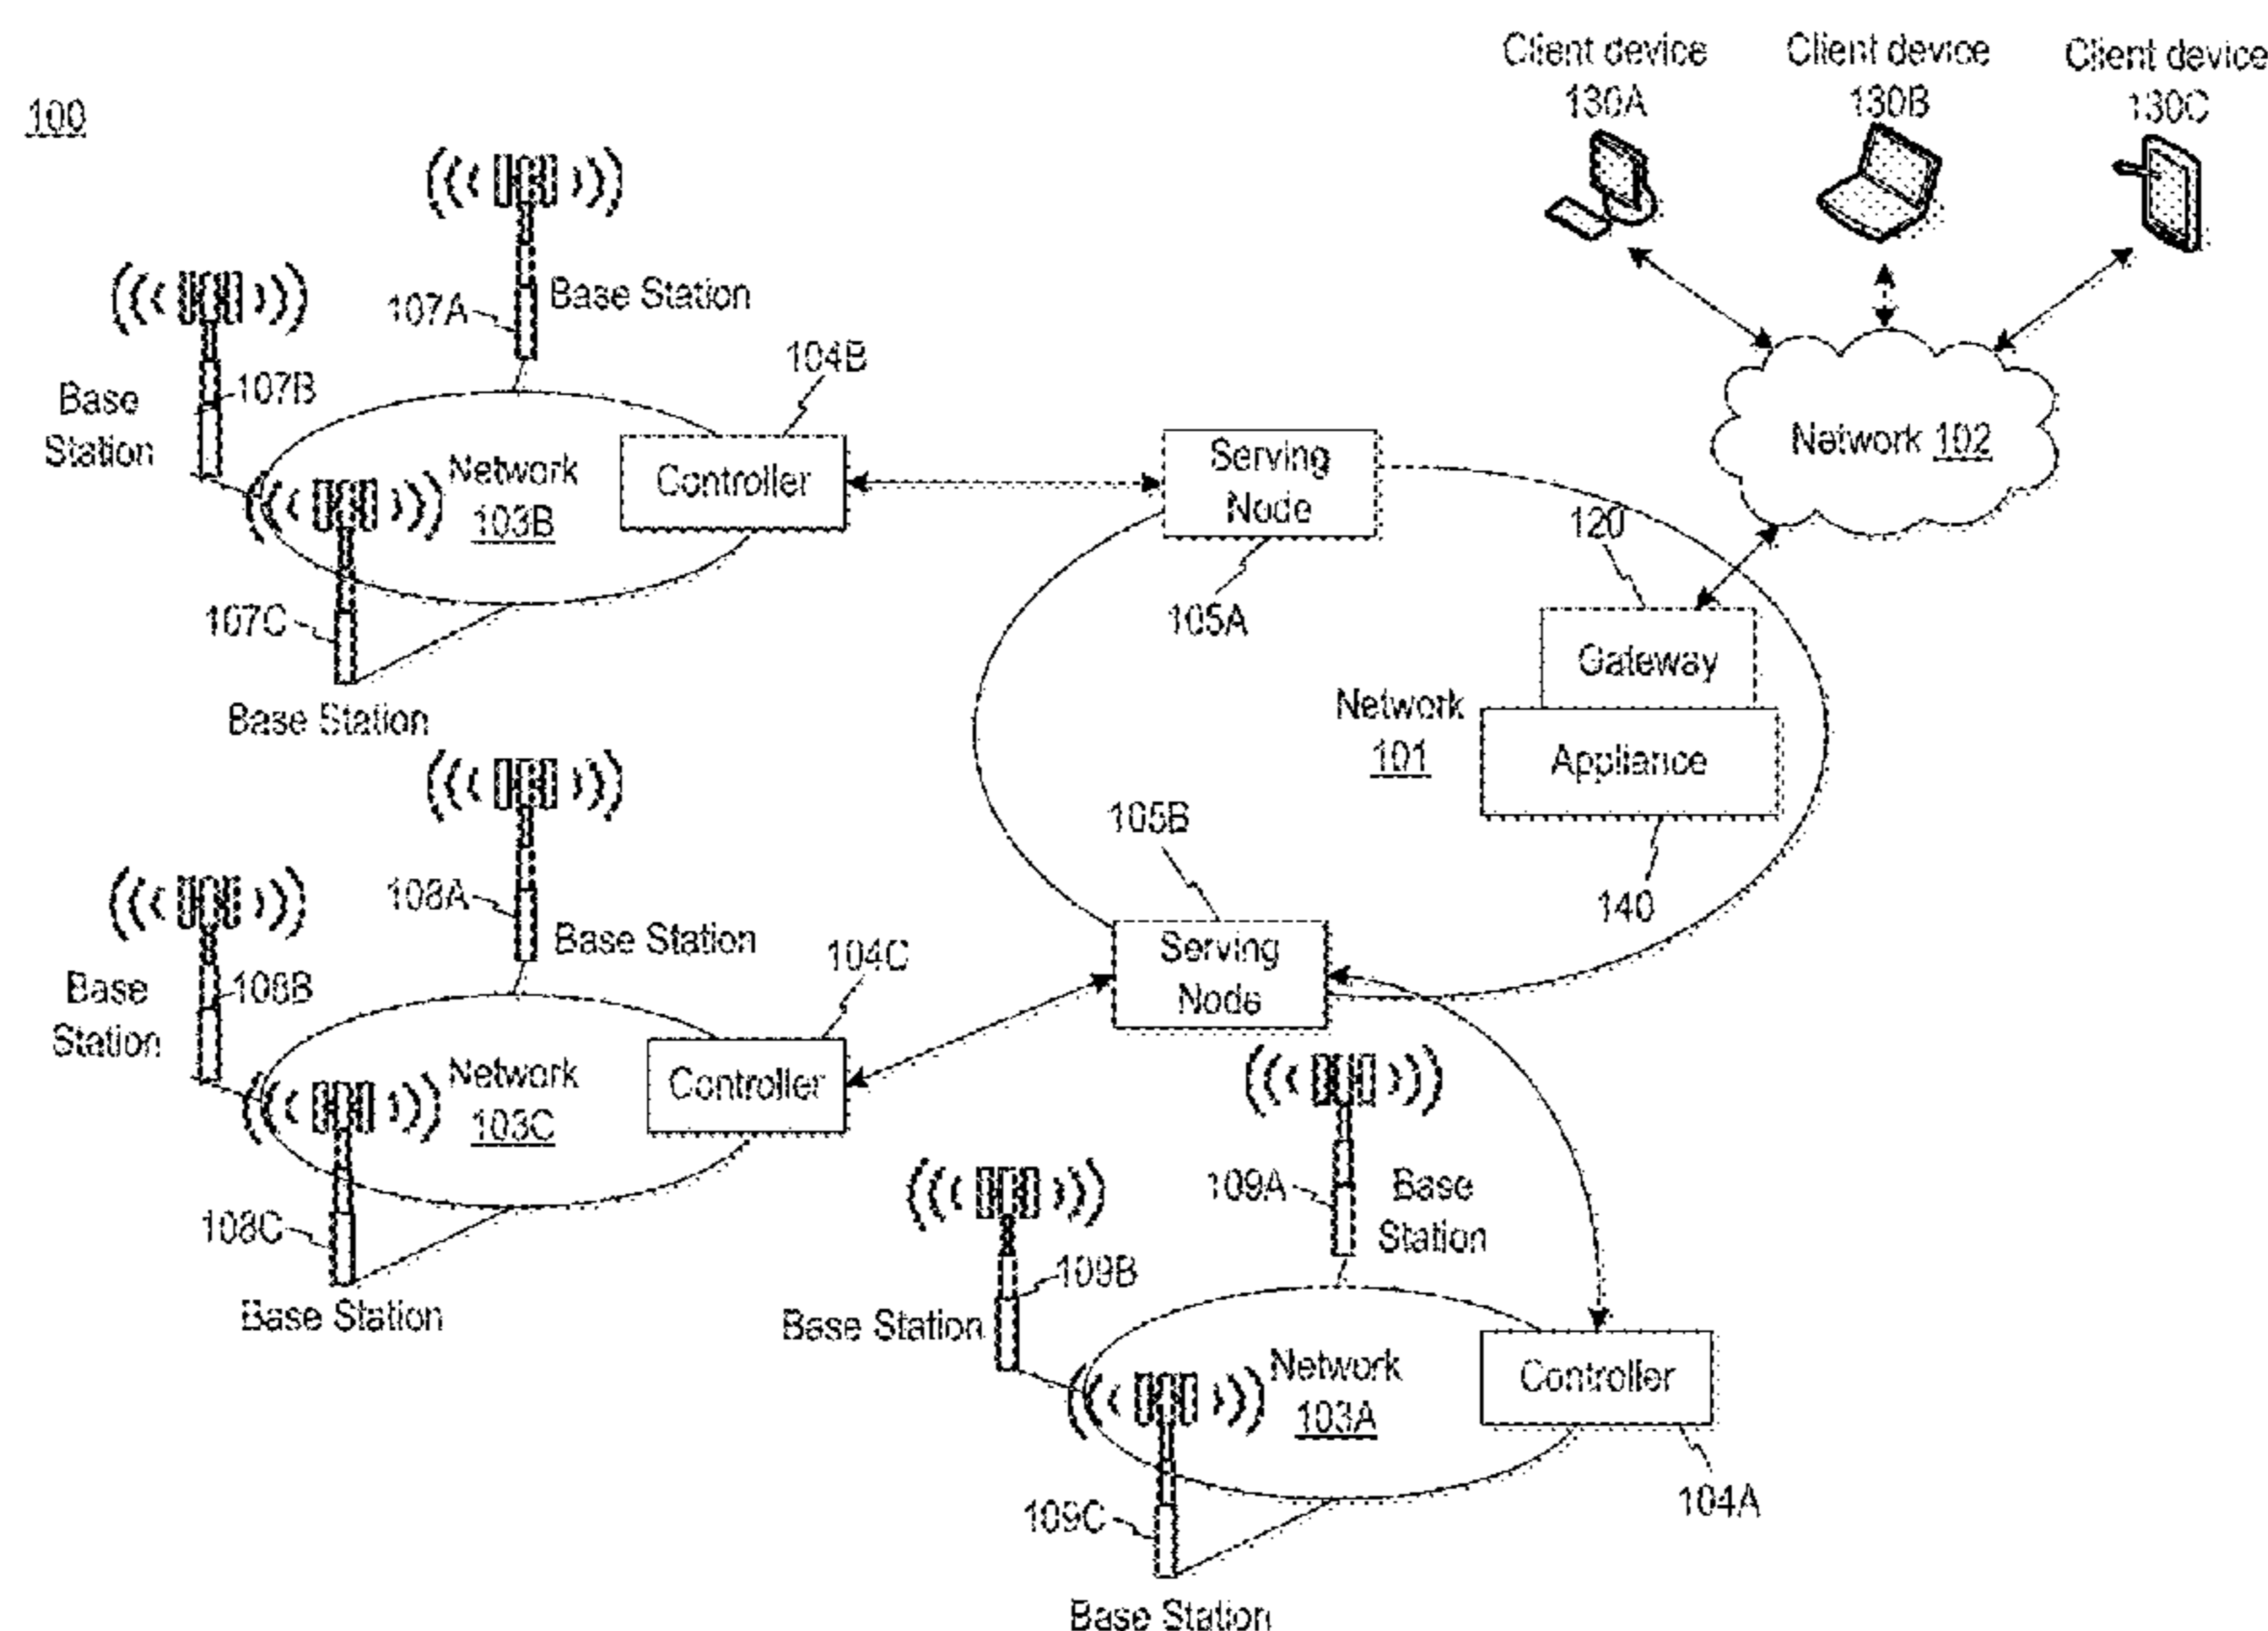 100
Client device
130A
Client device
130B
Client device
130C
107A
Base Station
107B
Base
Station
104B
Network
103B
Controller
Serving
Node
105A
120
Network 102
107C
Base Station
Gateway
Network
101
Appliance
140
105B
Serving
Node
108A
Base Station
108B
Base
Station
104C
Network
103C
Controller
108C
Base Station
109A
Base
Station
109B
Base Station
Network
103A
Controller
104A
109C
Base Station